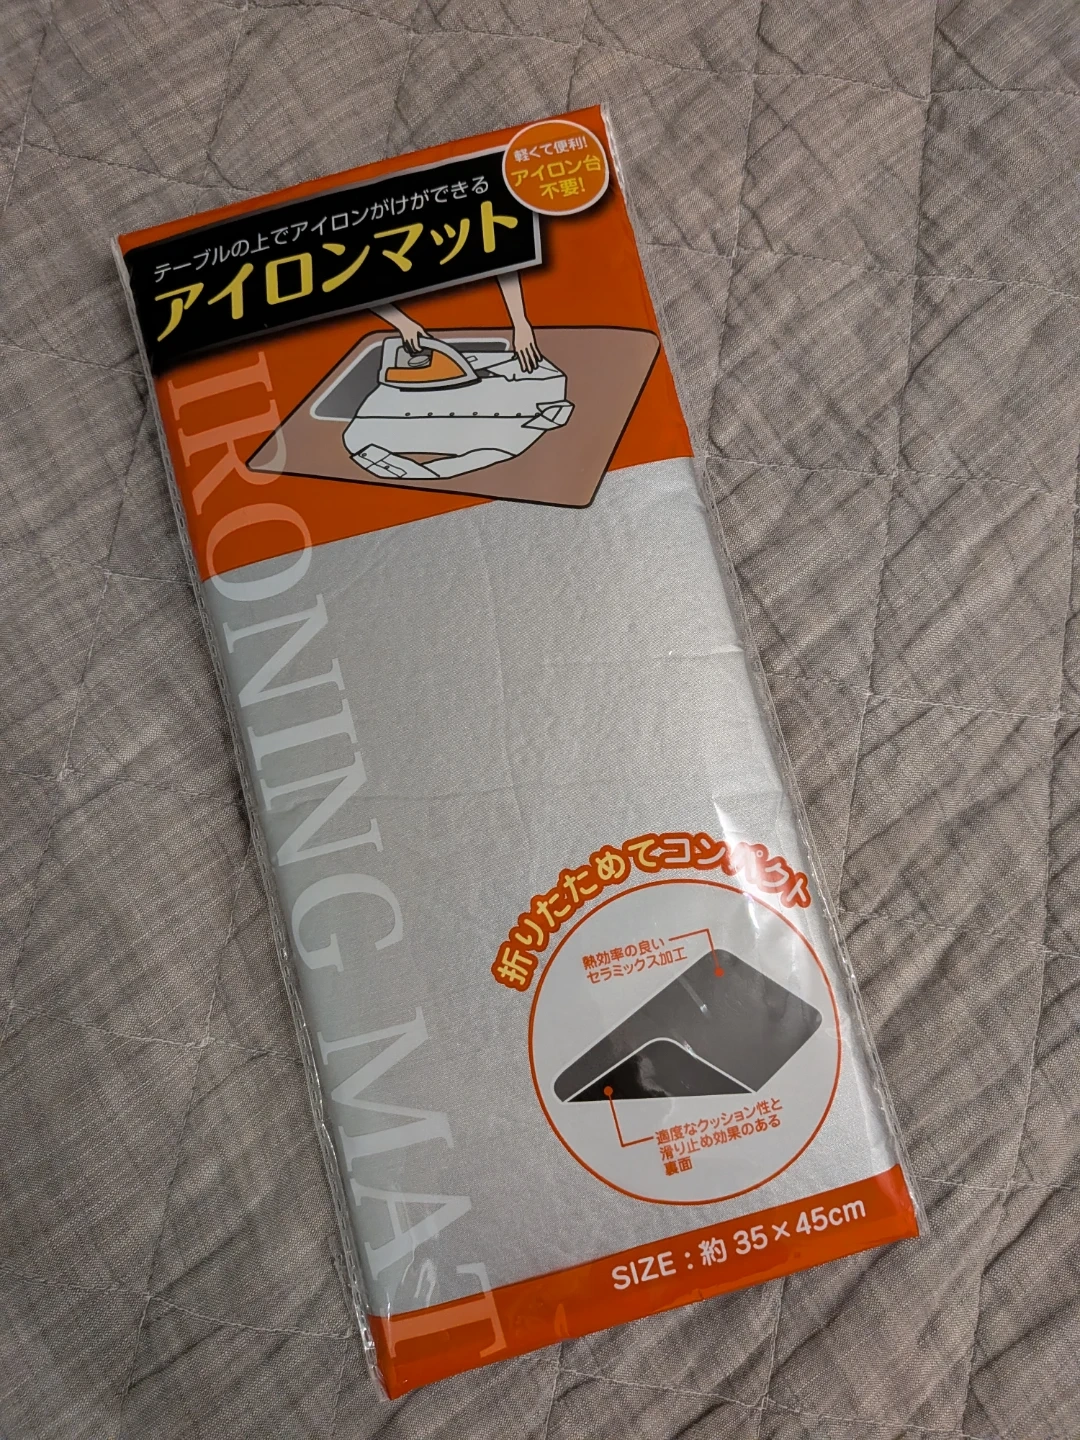 軽くて便利!
アイロン台
不要!
テーブルの上でアイロンがけができる
アイロンマット
IRONING MAT
折りたためてコンパクト
熱効率の良い
セラミックス加工
適度なクッション性と
滑り止め効果のある
裏面
SIZE：約 35×45cm